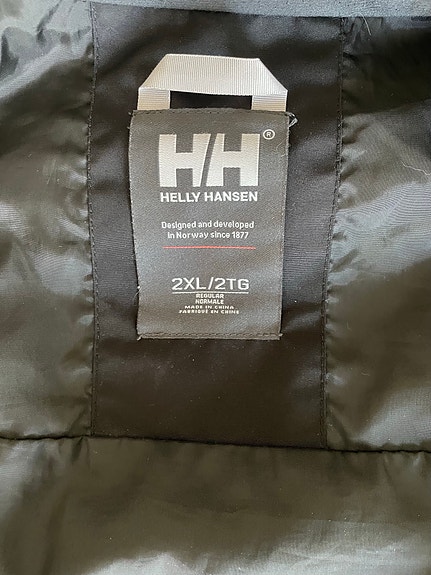 HH®
HELLY HANSEN
Designed and developed
in Norway since 1877
2XL/2TG
REGULAR
NORMALE
MADE IN CHINA
FABRIQUÉ EN CHINE